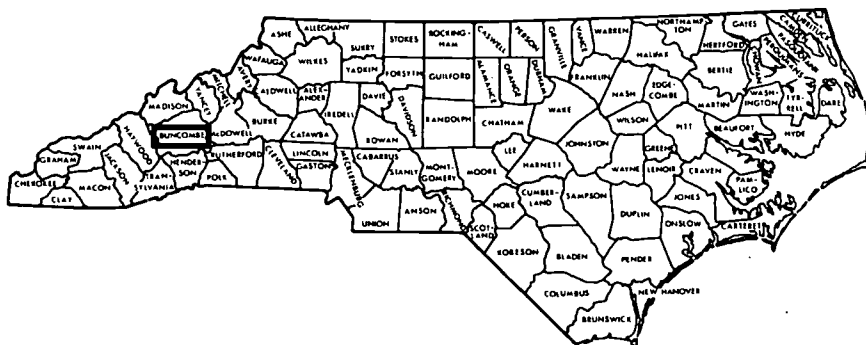 ASHE
ALLEGHANY
SURRY
STOKES
ROCKING-
HAM
CASWELL
PERSON
GRANVILLE
VANCE
WARREN
NORTHAMP-
TON
GATES
HERTFORD
CURRITUCK
CAMDEN
PASQUOTANK
PERQUIMANS
CHOWAN
WATAUGA
WILKES
YADKIN
FORSYTH
GUILFORD
ALAMANCE
ORANGE
DURHAM
FRANKLIN
HALIFAX
BERTIE
MITCHELL
AVERY
YANCEY
MADISON
CALDWELL
ALEX-
ANDER
IREDELL
DAVIE
DAVIDSON
RANDOLPH
CHATHAM
WAKE
NASH
EDGE-
COMBE
MARTIN
WASH-
INGTON
TYR
RELL
DARE
BUNCOMBE
McDOWELL
BURKE
CATAWBA
ROWAN
WILSON
PITT
BEAUFORT
HYDE
HAYWOOD
SWAIN
GRAHAM
JACKSON
CHEROKEE
MACON
CLAY
TRAN-
SYLVANIA
HENDER-
SON
POLK
RUTHERFORD
CLEVELAND
LINCOLN
GASTON
MECKLENBURG
CABARRUS
STANLY
MONT-
GOMERY
MOORE
LEE
HARNETT
JOHNSTON
WAYNE
GREENE
LENOIR
CRAVEN
PAM-
LICO
UNION
ANSON
RICHMOND
SCOT-
LAND
HOKE
CUMBER-
LAND
SAMPSON
DUPLIN
JONES
ONSLOW
CARTERET
ROBESON
BLADEN
PENDER
COLUMBUS
NEW HANOVER
BRUNSWICK